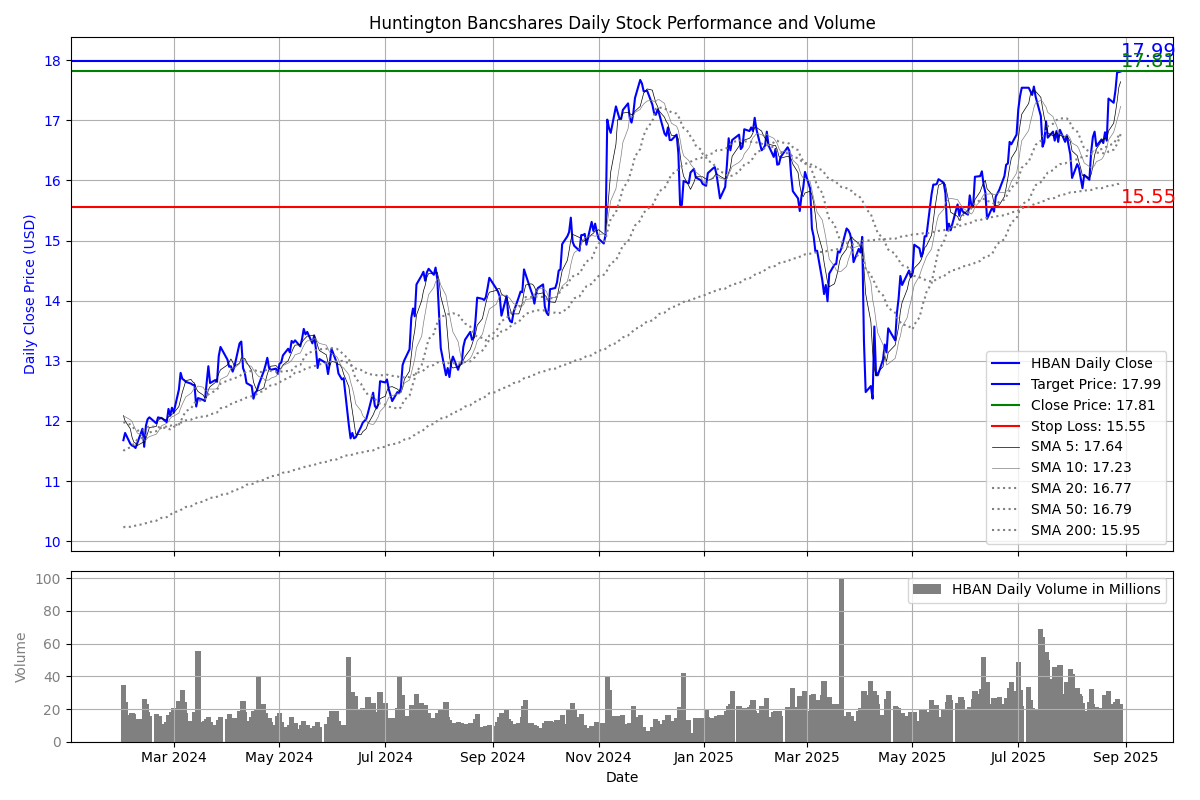 Huntington Bancshares Daily Stock Performance and Volume
Daily Close Price (USD)
18
17
16
15
14
13
12
11
10
17.99
17.81
15.55
HBAN Daily Close
Target Price: 17.99
Close Price: 17.81
Stop Loss: 15.55
SMA 5: 17.64
SMA 10: 17.23
SMA 20: 16.77
SMA 50: 16.79
SMA 200: 15.95
Volume
100
80
60
40
20
0
HBAN Daily Volume in Millions
Mar 2024 May 2024 Jul 2024 Sep 2024 Nov 2024 Jan 2025 Mar 2025 May 2025 Jul 2025 Sep 2025
Date